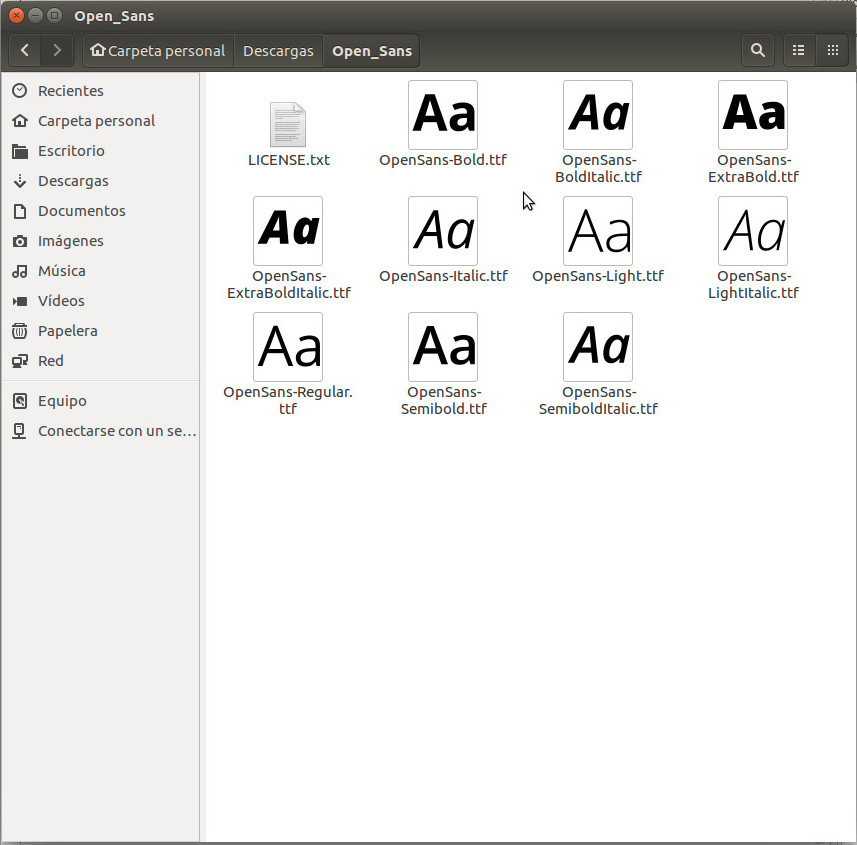 Open_Sans
Carpeta personal
Descargas
Open_Sans
Recientes
Carpeta personal
Escritorio
Descargas
Documentos
Imágenes
Música
Vídeos
Papelera
Red
Equipo
Conectarse con un se...
LICENSE.txt
Aa
OpenSans-Bold.ttf
Aa
OpenSans-
BoldItalic.ttf
Aa
OpenSans-
ExtraBold.ttf
Aa
OpenSans-
ExtraBoldItalic.ttf
Aa
OpenSans-Italic.ttf
Aa
OpenSans-Light.ttf
Aa
OpenSans-
LightItalic.ttf
Aa
OpenSans-Regular.
ttf
Aa
OpenSans-
Semibold.ttf
Aa
OpenSans-
SemiboldItalic.ttf